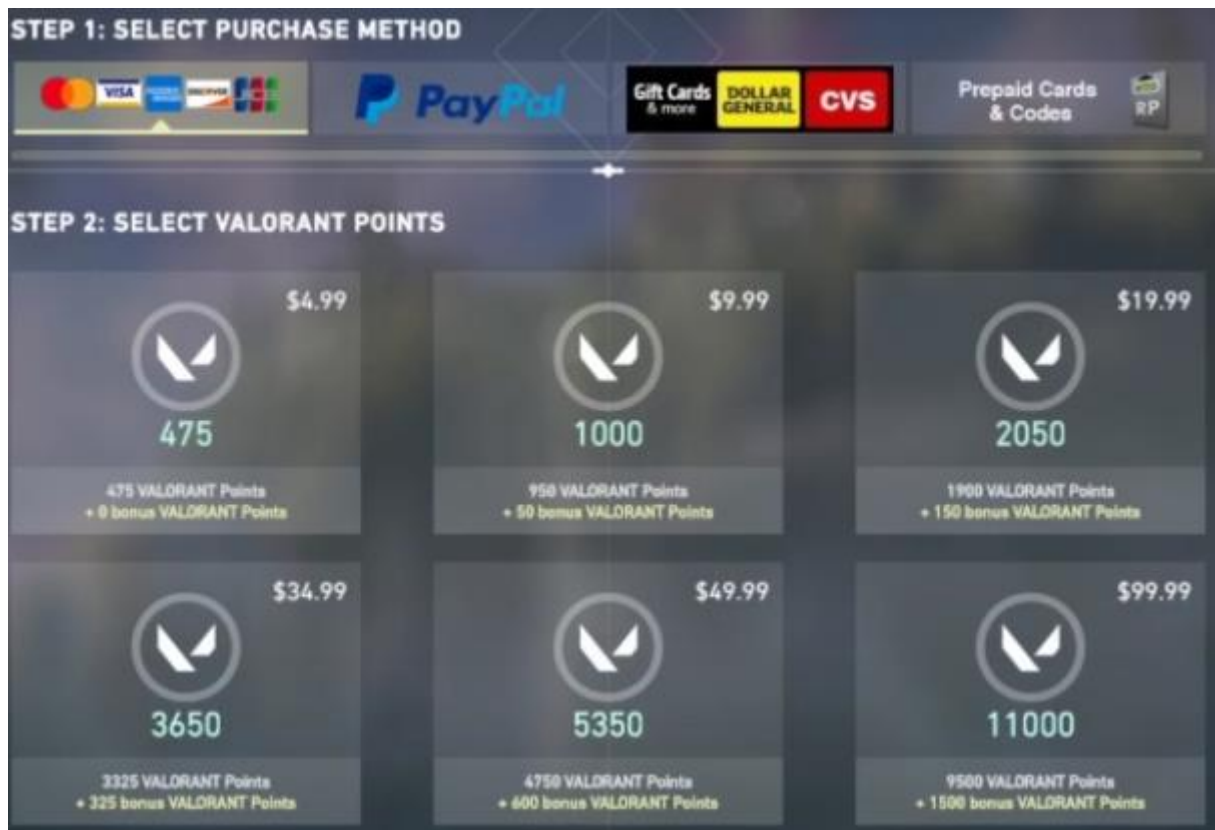 STEP 1: SELECT PURCHASE METHOD
VISA
DISCOVER
JCB
PayPal
Gift Cards
& more
DOLLAR
GENERAL
CVS
Prepaid Cards
& Codes
RP
STEP 2: SELECT VALORANT POINTS
$4.99
475
475 VALORANT Points
+ 0 bonus VALORANT Points
$9.99
1000
950 VALORANT Points
+ 50 bonus VALORANT Points
$19.99
2050
1900 VALORANT Points
+ 150 bonus VALORANT Points
$34.99
3650
3325 VALORANT Points
+ 325 bonus VALORANT Points
$49.99
5350
4750 VALORANT Points
+ 600 bonus VALORANT Points
$99.99
11000
9500 VALORANT Points
+ 1500 bonus VALORANT Points